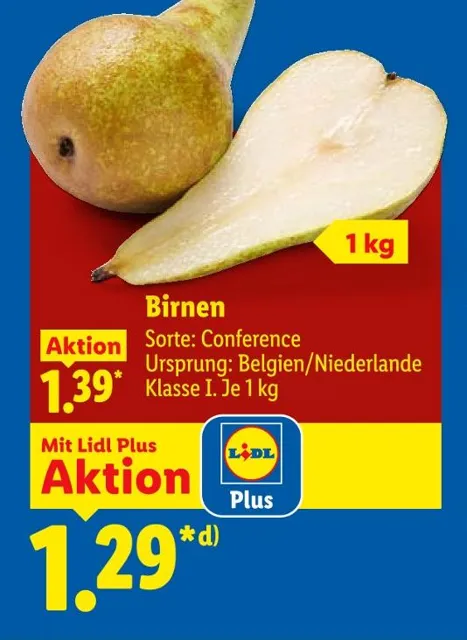 1 kg
Birnen
Sorte: Conference
Ursprung: Belgien/Niederlande
Klasse I. Je 1 kg
Aktion
1.39*
Mit Lidl Plus
Aktion
LIDL
Plus
1.29*d)